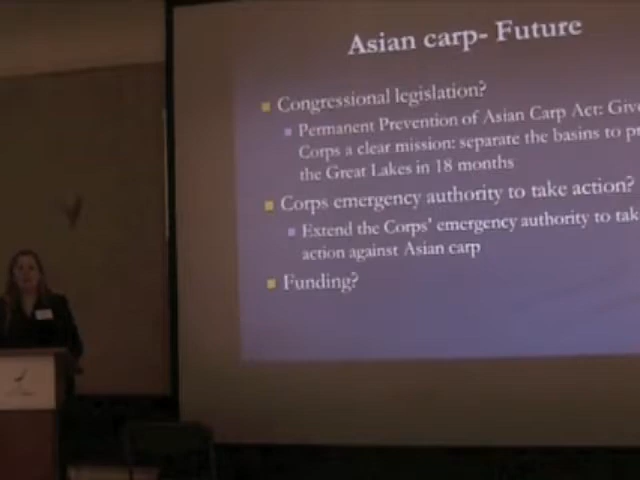 Asian carp- Future
Congressional legislation?
Permanent Prevention of Asian Carp Act: Give
Corps a clear mission: separate the basins to
the Great Lakes in 18 months
Corps emergency authority to take action?
Extend the Corps' emergency authority to
action against Asian carp
Funding?